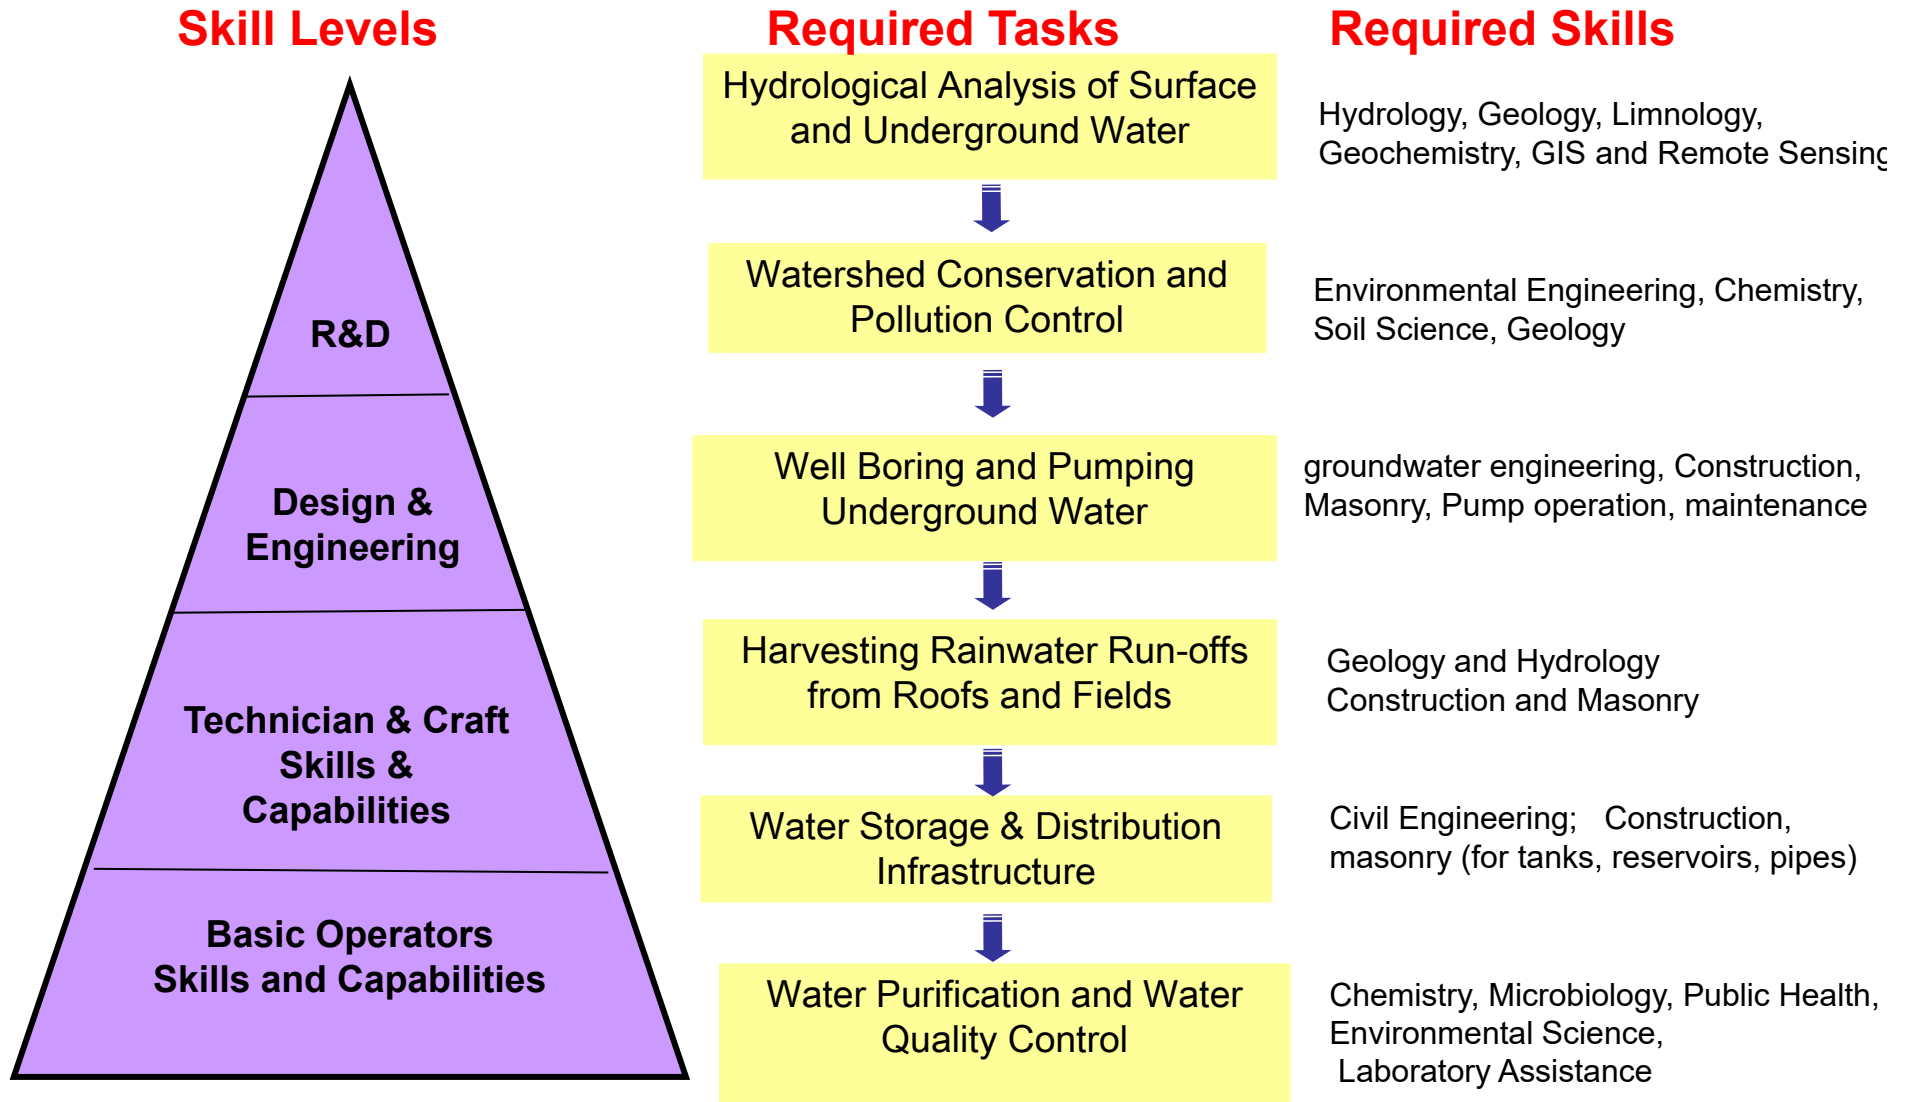 Skill Levels
Required Tasks
Required Skills
R&D
Design &
Engineering
Technician & Craft
Skills &
Capabilities
Basic Operators
Skills and Capabilities
Hydrological Analysis of Surface
and Underground Water
Hydrology, Geology, Limnology,
Geochemistry, GIS and Remote Sensing
Watershed Conservation and
Pollution Control
Environmental Engineering, Chemistry,
Soil Science, Geology
Well Boring and Pumping
Underground Water
groundwater engineering, Construction,
Masonry, Pump operation, maintenance
Harvesting Rainwater Run-offs
from Roofs and Fields
Geology and Hydrology
Construction and Masonry
Water Storage & Distribution
Infrastructure
Civil Engineering;   Construction,
masonry (for tanks, reservoirs, pipes)
Water Purification and Water
Quality Control
Chemistry, Microbiology, Public Health,
Environmental Science,
Laboratory Assistance